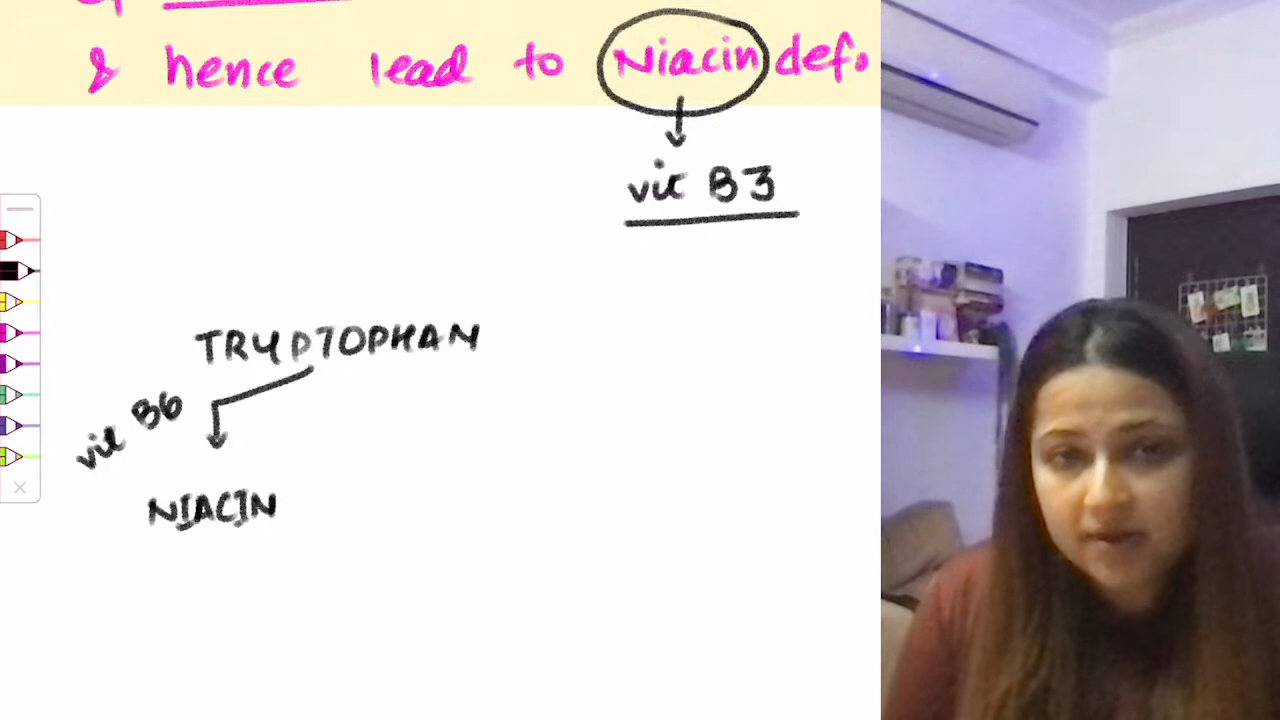 & hence lead to Niacin def.
vit B3
TRYPTOPHAN
vit B6
NIACIN